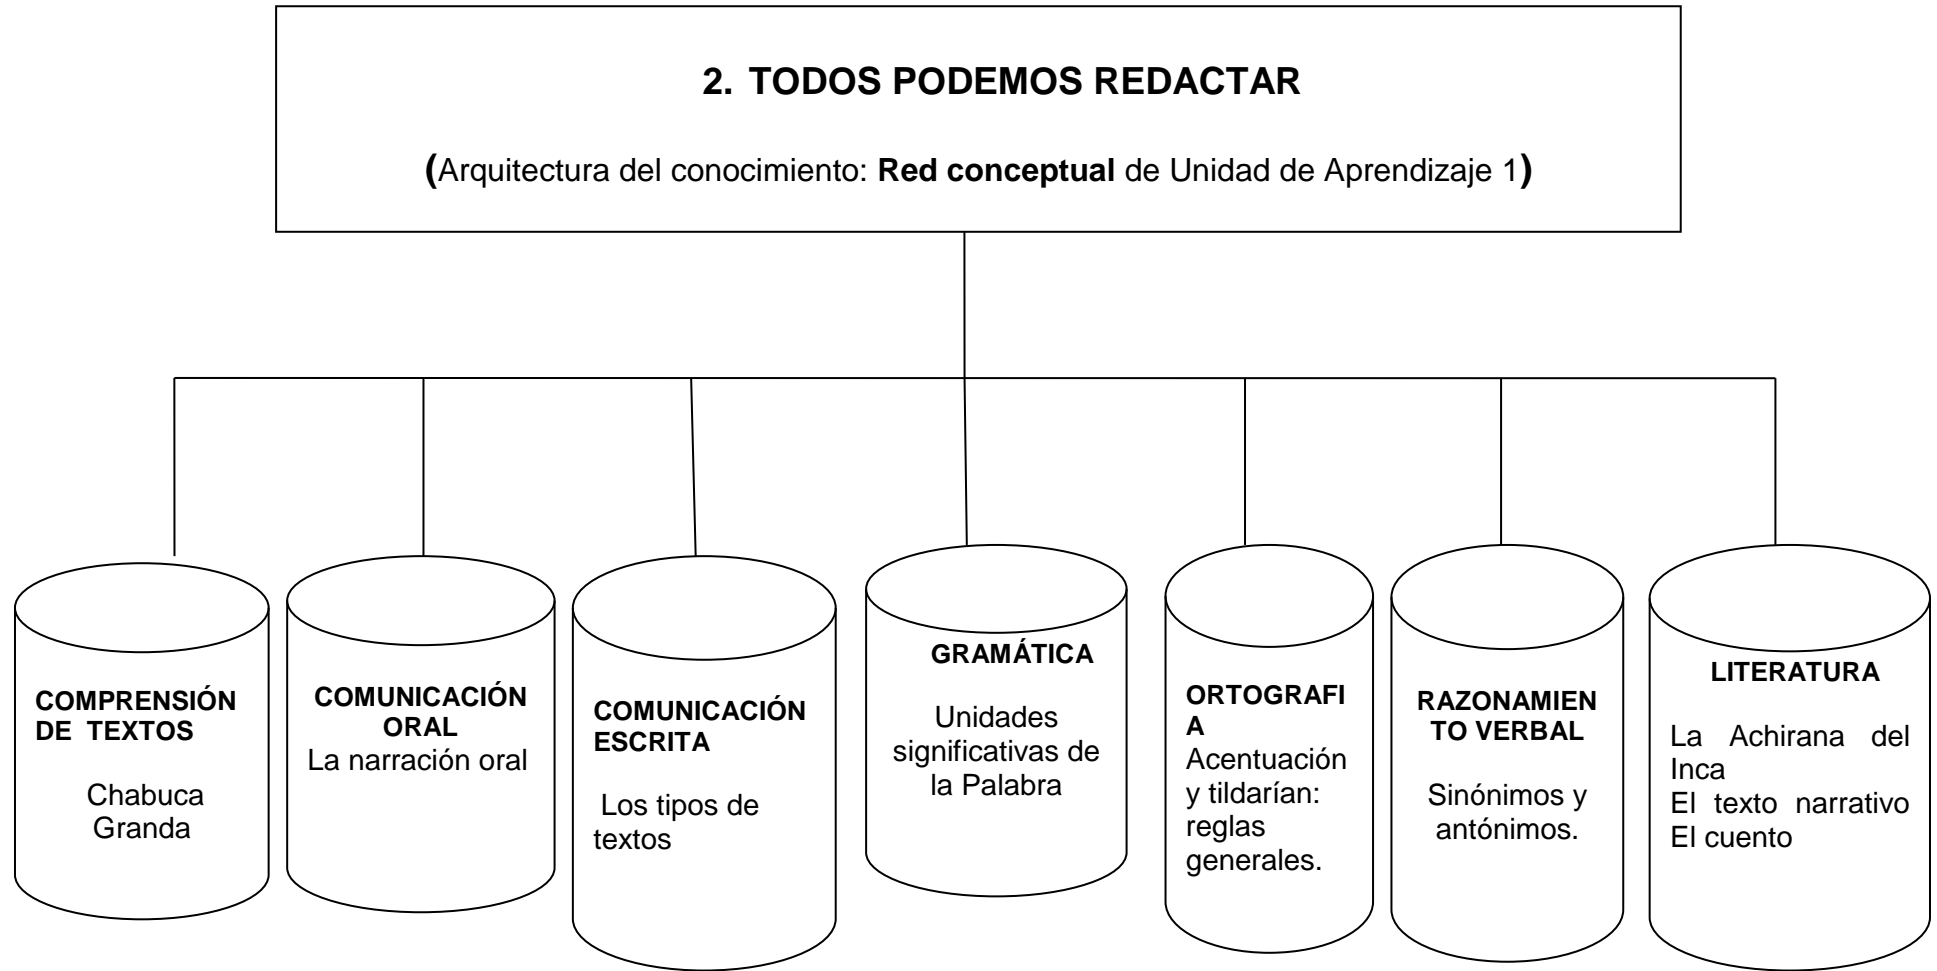 2. TODOS PODEMOS REDACTAR
(Arquitectura del conocimiento: Red conceptual de Unidad de Aprendizaje 1)
COMPRENSIÓN
DE TEXTOS
Chabuca
Granda
COMUNICACIÓN
ORAL
La narración oral
COMUNICACIÓN
ESCRITA
Los tipos de
textos
GRAMÁTICA
Unidades
significativas de
la Palabra
ORTOGRAFI
A
Acentuación
y tildarían:
reglas
generales.
RAZONAMIEN
TO VERBAL
Sinónimos y
antónimos.
LITERATURA
La Achirana del
Inca
El texto narrativo
El cuento